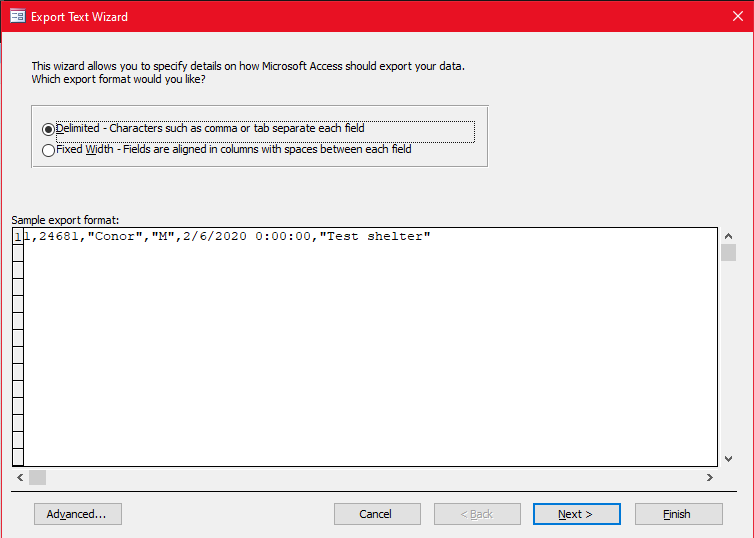 Export Text Wizard
This wizard allows you to specify details on how Microsoft Access should export your data.
Which export format would you like?
Delimited - Characters such as comma or tab separate each field
Fixed Width - Fields are aligned in columns with spaces between each field
Sample export format:
1 1,24681,"Conor","M",2/6/2020 0:00:00,"Test shelter"
Advanced... Cancel < Back Next > Finish